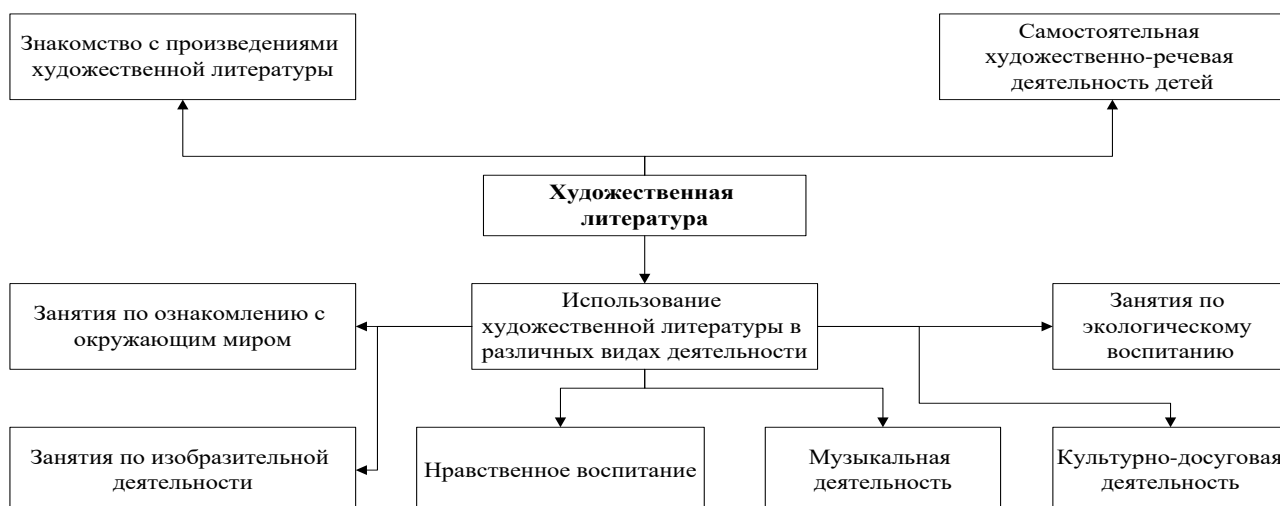 Знакомство с произведениями
художественной литературы
Самостоятельная
художественно-речевая
деятельность детей
Художественная
литература
Занятия по ознакомлению с
окружающим миром
Использование
художественной литературы в
различных видах деятельности
Занятия по
экологическому
воспитанию
Занятия по изобразительной
деятельности
Нравственное воспитание
Музыкальная
деятельность
Культурно-досуговая
деятельность